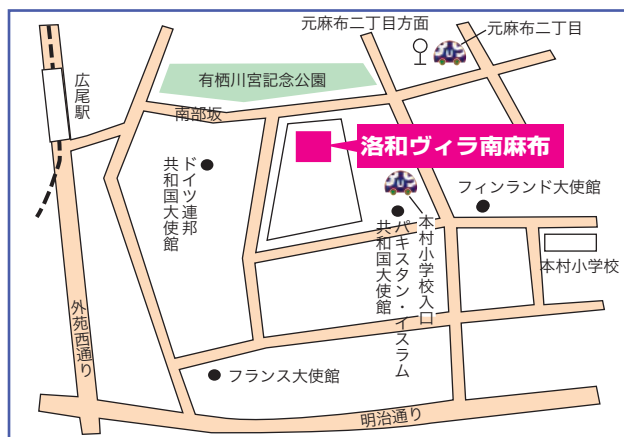 元麻布二丁目方面
元麻布二丁目
広尾駅
有栖川宮記念公園
南部坂
洛和ヴィラ南麻布
ドイツ連邦
共和国大使館
フィンランド大使館
本村小学校入口
パキスタン・イスラム
共和国大使館
本村小学校
外苑西通り
フランス大使館
明治通り